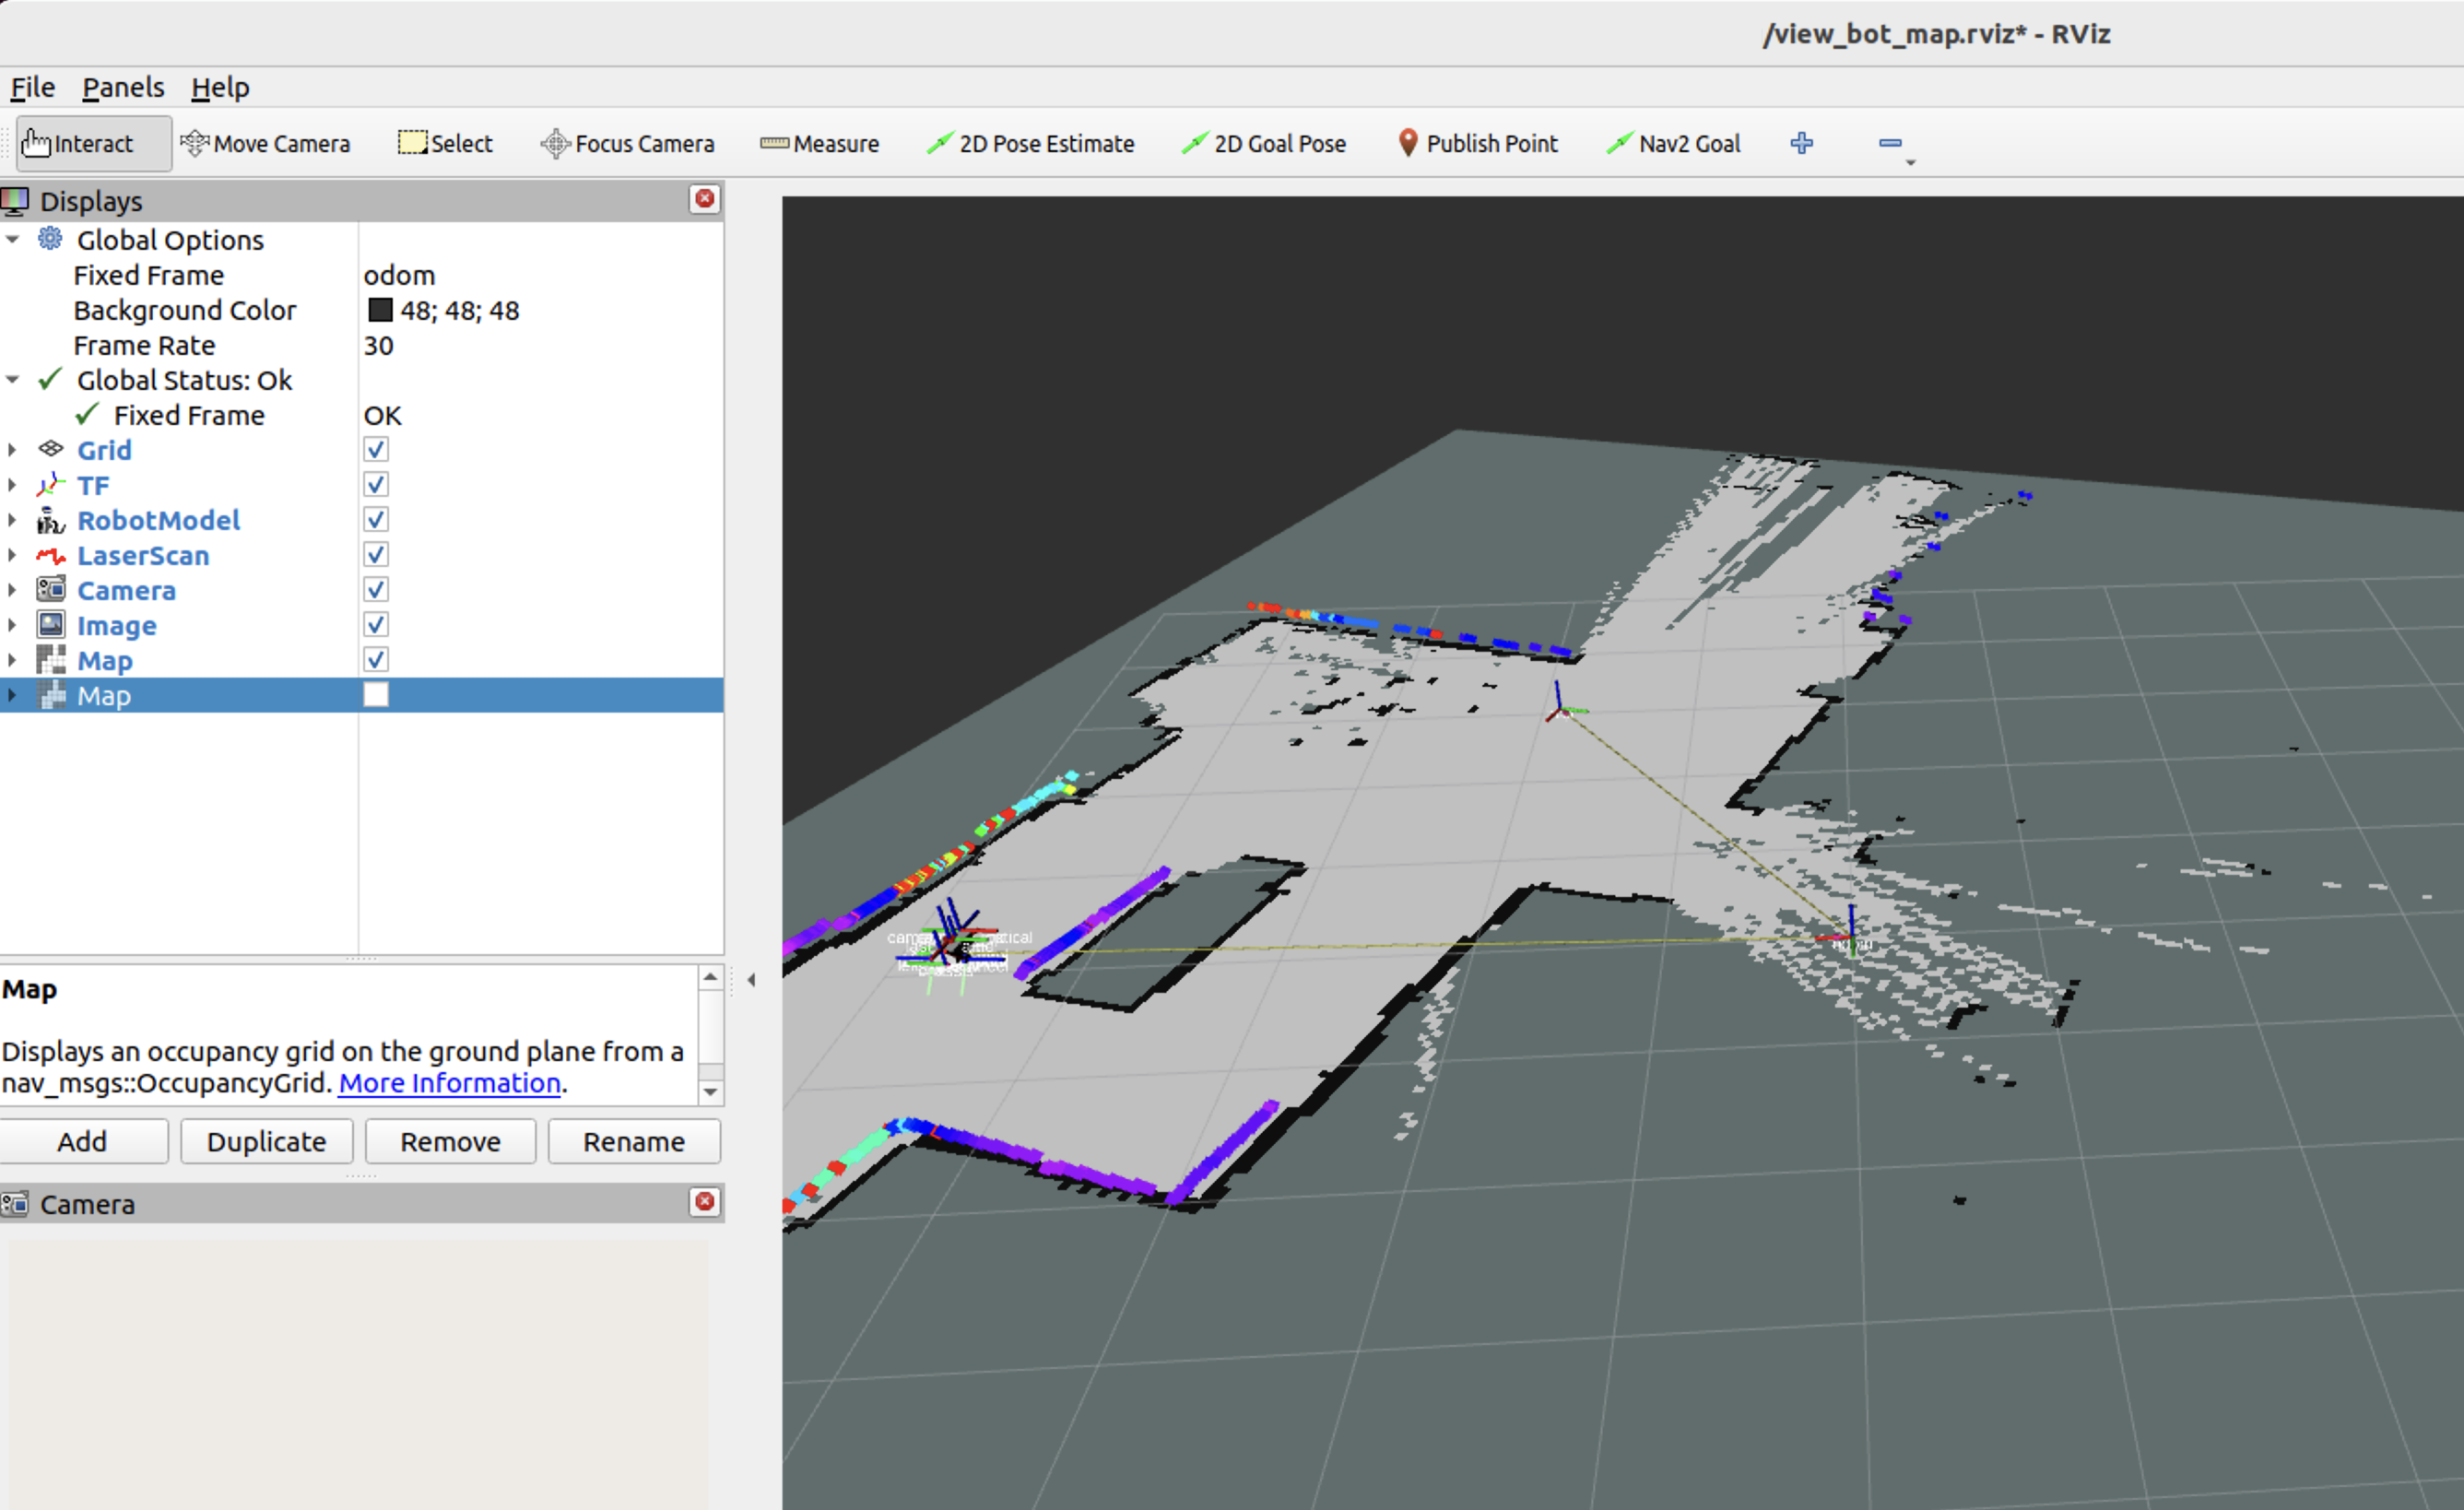 /view_bot_map.rviz* - RViz
File Panels Help
Interact Move Camera Select Focus Camera Measure 2D Pose Estimate 2D Goal Pose Publish Point Nav2 Goal
Displays
Global Options
Fixed Frame odom
Background Color 48; 48; 48
Frame Rate 30
Global Status: Ok
Fixed Frame OK
Grid
TF
RobotModel
LaserScan
Camera
Image
Map
Map
Map
Displays an occupancy grid on the ground plane from a
nav_msgs::OccupancyGrid. More Information.
Add Duplicate Remove Rename
Camera